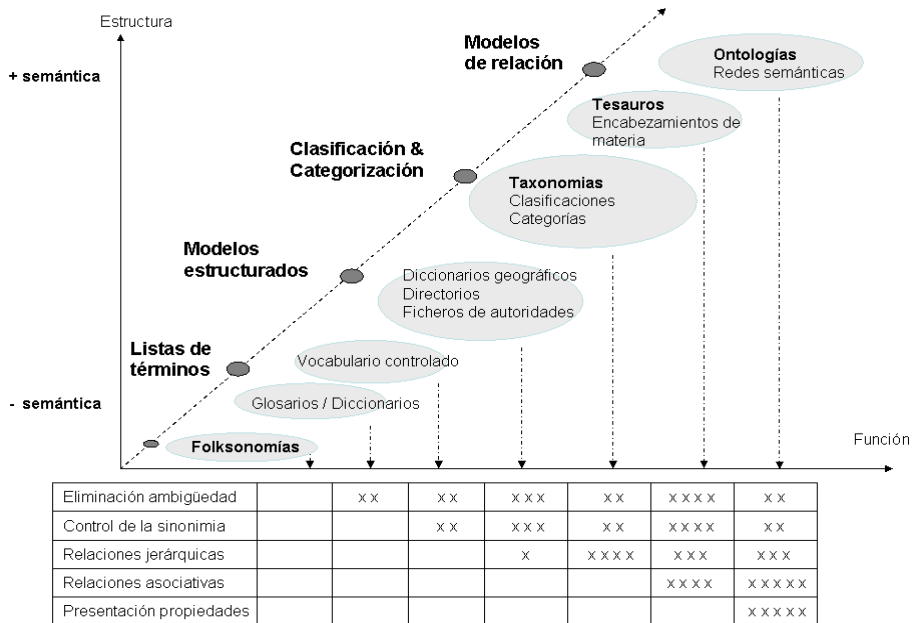 Estructura
Modelos
de relación
Ontologías
Redes semánticas
+ semántica
Tesauros
Encabezamientos de
materia
Clasificación &
Categorización
Taxonomias
Clasificaciones
Categorías
Modelos
estructurados
Diccionarios geográficos
Directorios
Ficheros de autoridades
Listas de
términos
Vocabulario controlado
- semántica
Glosarios / Diccionarios
Folksonomías
Función
Eliminación ambigüedad x x x x x x x x x x x x x x x
Control de la sinonimia x x x x x x x x x x x x x
Relaciones jerárquicas x x x x x x x x x x x
Relaciones asociativas x x x x x x x x x
Presentación propiedades x x x x x